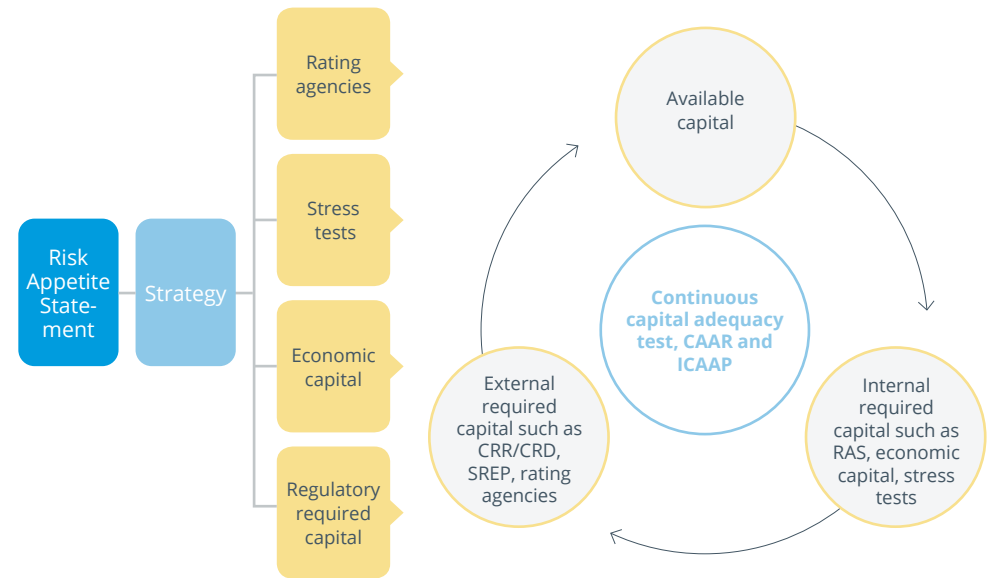 Risk
Appetite
State-
ment
Strategy
Rating
agencies
Stress
tests
Economic
capital
Regulatory
required
capital
Available
capital
Continuous
capital adequacy
test, CAAR and
ICAAP
External
required
capital such as
CRR/CRD,
SREP, rating
agencies
Internal
required
capital such as
RAS, economic
capital, stress
tests